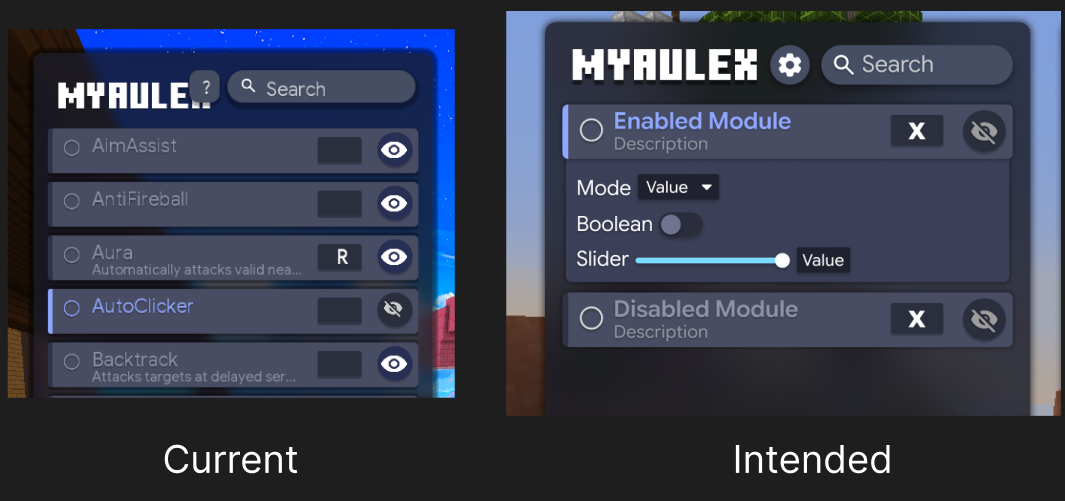 MYAULEX
?
Search
AimAssist
AntiFireball
Aura
Automatically attacks valid nea...
R
AutoClicker
Backtrack
Attacks targets at delayed ser...
Current
MYAULEX
Search
Enabled Module
Description
X
Mode Value
Boolean
Slider Value
Disabled Module
Description
X
Intended